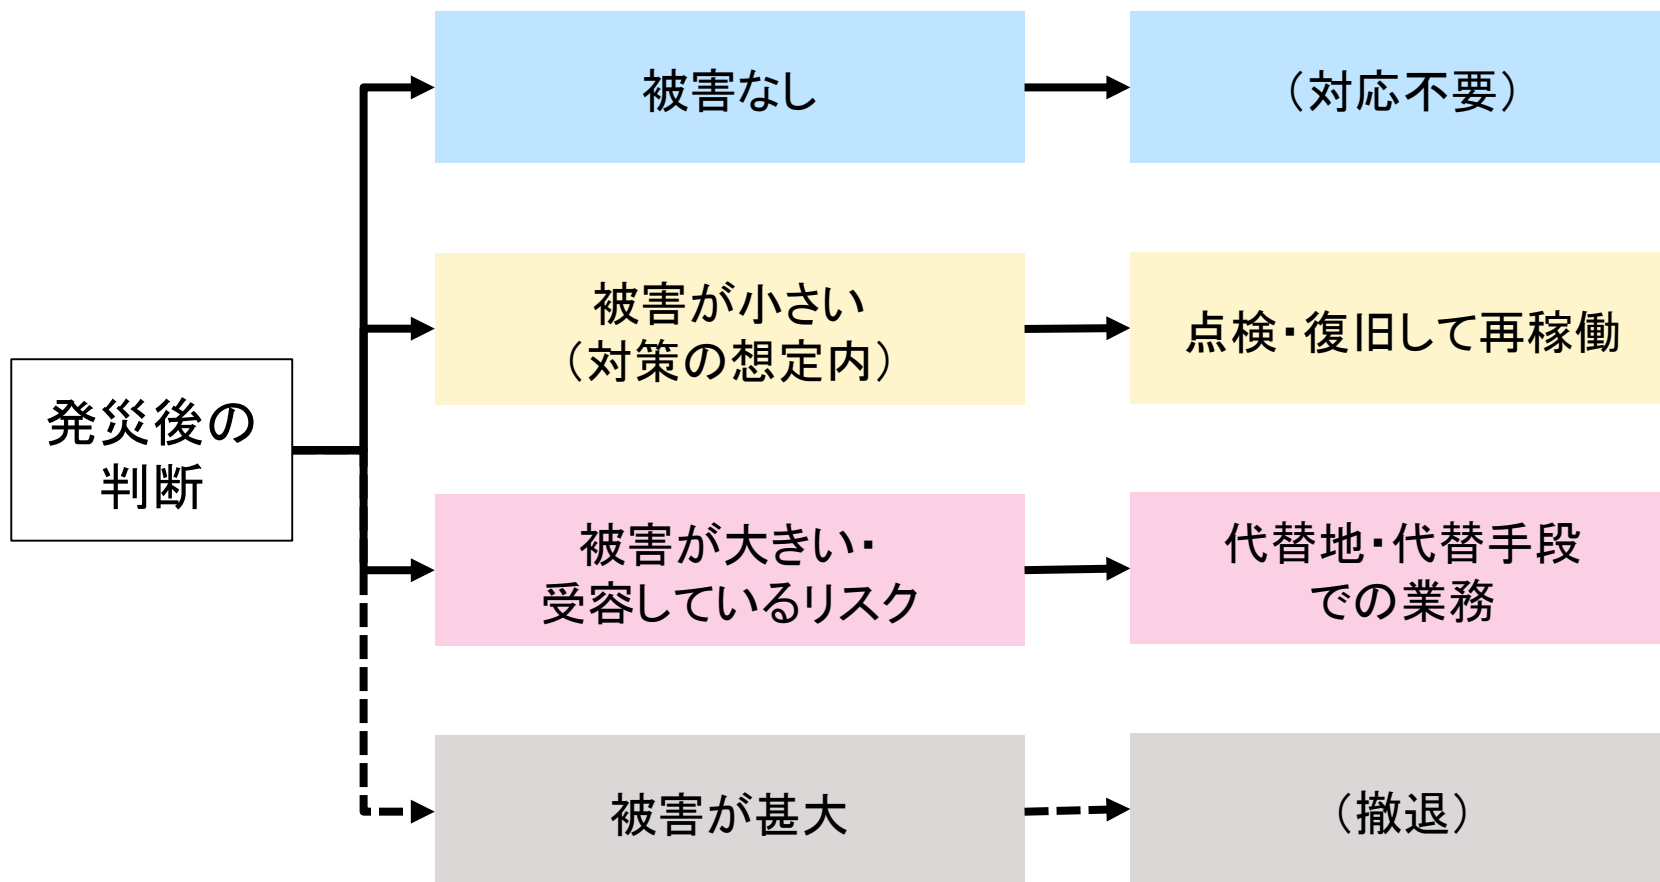 発災後の
判断
被害なし
（対応不要）
被害が小さい
（対策の想定内）
点検・復旧して再稼働
被害が大きい・
受容しているリスク
代替地・代替手段
での業務
被害が甚大
（撤退）